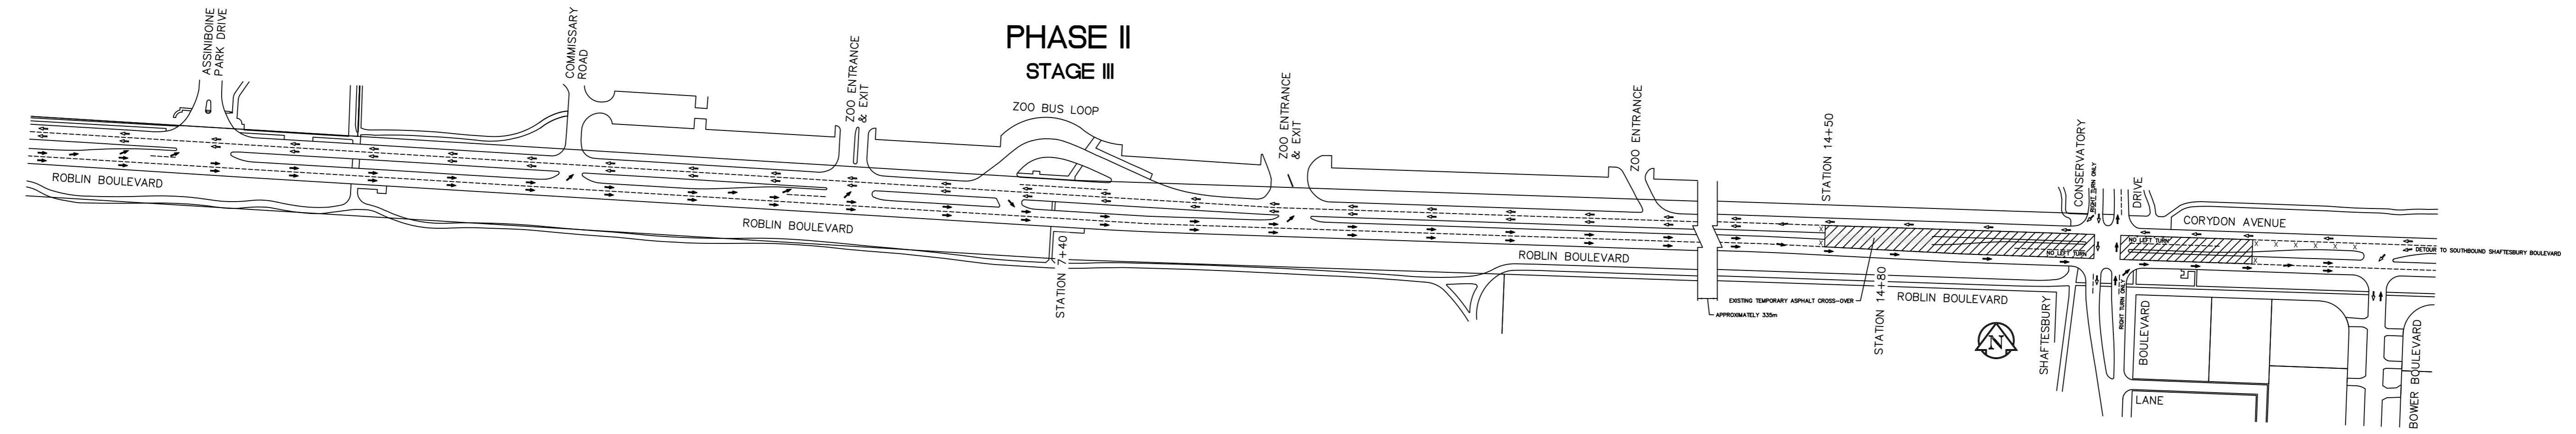 PHASE II
STAGE III
ASSINIBOINE
PARK DRIVE
COMMISSARY
ROAD
ZOO ENTRANCE
& EXIT
ZOO BUS LOOP
ZOO ENTRANCE
& EXIT
ZOO ENTRANCE
STATION 14+50
CONSERVATORY
DRIVE
RIGHT TURN ONLY
CORYDON AVENUE
NO LEFT TURN
NO LEFT TURN
X
X
X X X X X X
X
DETOUR TO SOUTHBOUND SHAFTESBURY BOULEVARD
ROBLIN BOULEVARD
ROBLIN BOULEVARD
STATION 7+40
ROBLIN BOULEVARD
EXISTING TEMPORARY ASPHALT CROSS-OVER
APPROXIMATELY 335m
STATION 14+80
ROBLIN BOULEVARD
N
SHAFTESBURY
BOULEVARD
RIGHT TURN ONLY
LANE
BOWER BOULEVARD